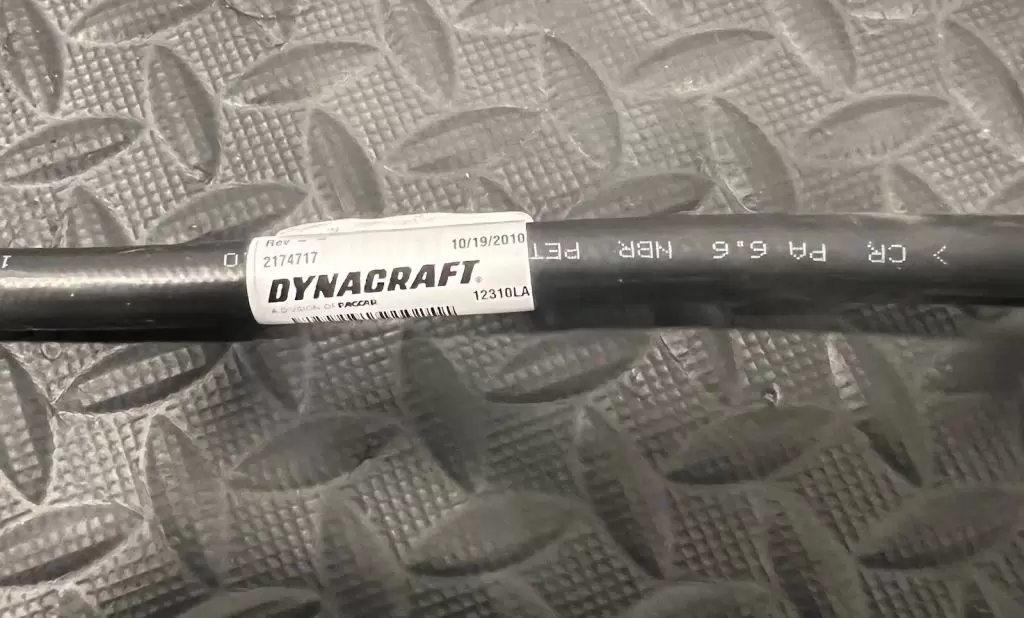 Rev - -
10/19/2010
2174717
DYNACRAFT®
A DIVISION OF PACCAR
12310LA
> CR PA 6.6 NBR PET